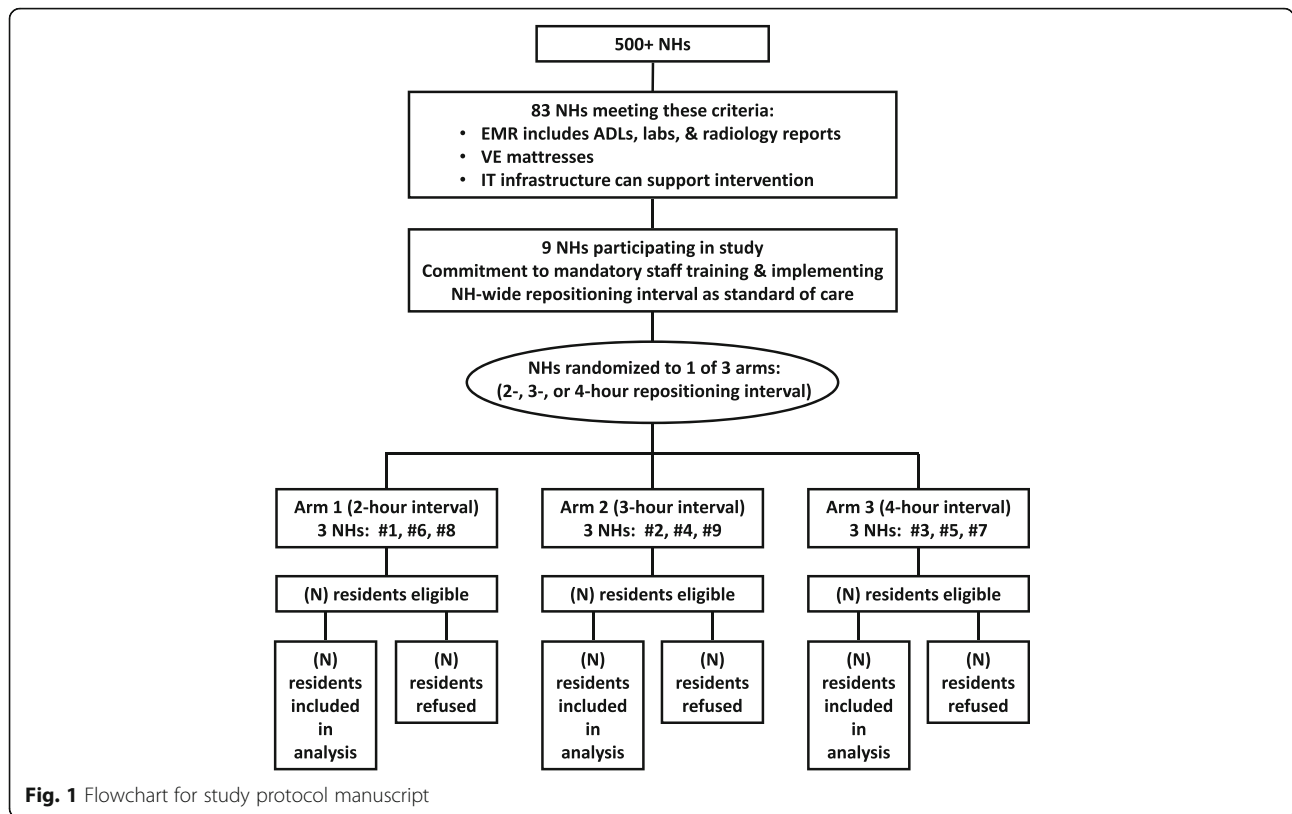 500+ NHs
83 NHs meeting these criteria:
• EMR includes ADLs, labs, & radiology reports
• VE mattresses
• IT infrastructure can support intervention
9 NHs participating in study
Commitment to mandatory staff training & implementing
NH-wide repositioning interval as standard of care
NHs randomized to 1 of 3 arms:
(2-, 3-, or 4-hour repositioning interval)
Arm 1 (2-hour interval)
3 NHs: #1, #6, #8
Arm 2 (3-hour interval)
3 NHs: #2, #4, #9
Arm 3 (4-hour interval)
3 NHs: #3, #5, #7
(N) residents eligible
(N) residents eligible
(N) residents eligible
(N)
residents
included
in
analysis
(N)
residents
refused
(N)
residents
included
in
analysis
(N)
residents
refused
(N)
residents
included
in
analysis
(N)
residents
refused
Fig. 1 Flowchart for study protocol manuscript